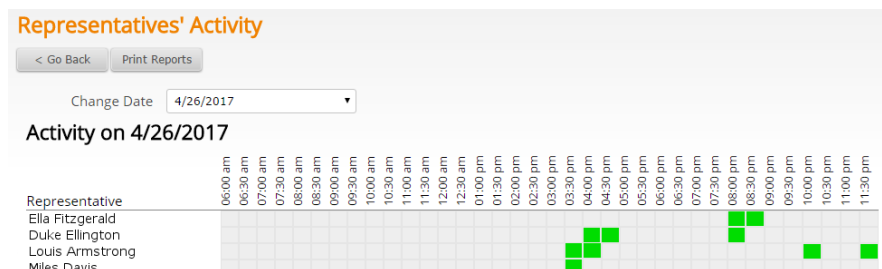 Representatives' Activity
< Go Back Print Reports
Change Date 4/26/2017
Activity on 4/26/2017
Representative 06:00 am 06:30 am 07:00 am 07:30 am 08:00 am 08:30 am 09:00 am 09:30 am 10:00 am 10:30 am 11:00 am 11:30 am 12:00 am 12:30 am 01:00 pm 01:30 pm 02:00 pm 02:30 pm 03:00 pm 03:30 pm 04:00 pm 04:30 pm 05:00 pm 05:30 pm 06:00 pm 06:30 pm 07:00 pm 07:30 pm 08:00 pm 08:30 pm 09:00 pm 09:30 pm 10:00 pm 10:30 pm 11:00 pm 11:30 pm
Ella Fitzgerald
Duke Ellington
Louis Armstrong
Miles Davis